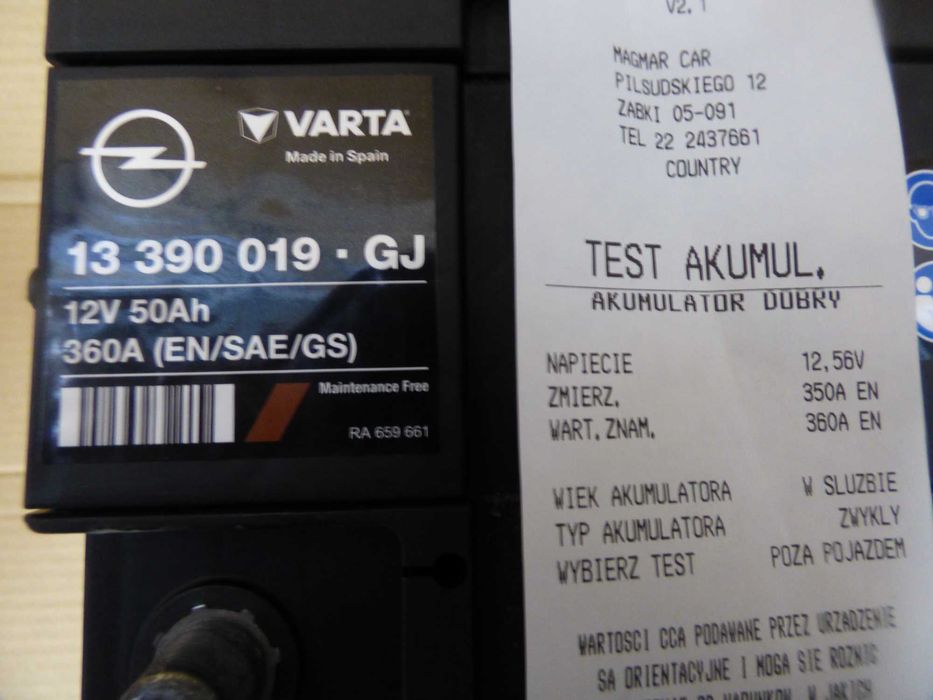 VARTA
Made in Spain
13 390 019 · GJ
12V 50Ah
360A (EN/SAE/GS)
Maintenance Free
RA 659 661
V2.1
MAGMAR CAR
PILSUDSKIEGO 12
ZABKI 05-091
TEL 22 2437661
COUNTRY
TEST AKUMUL.
AKUMULATOR DOBRY
NAPIECIE 12,56V
ZMIERZ. 350A EN
WART.ZNAM. 360A EN
WIEK AKUMULATORA W SLUZBIE
TYP AKUMULATORA ZWYKLY
WYBIERZ TEST POZA POJAZDEM
WARTOSCI CCA PODAWANE PRZEZ URZADZENIE
SA ORIENTACYJNE I MOGA SIE ROZNIC